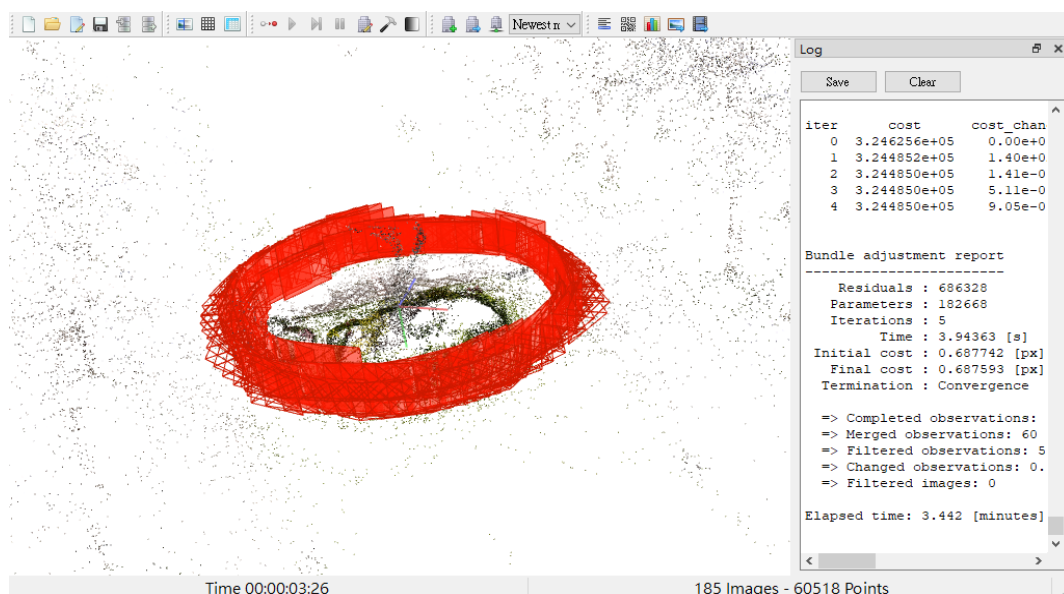 Newest n
Log
Save Clear
iter cost cost_chan
0 3.246256e+05 0.00e+0
1 3.244852e+05 1.40e+0
2 3.244850e+05 1.41e-0
3 3.244850e+05 5.11e-0
4 3.244850e+05 9.05e-0
Bundle adjustment report
-------------------------
Residuals : 686328
Parameters : 182668
Iterations : 5
Time : 3.94363 [s]
Initial cost : 0.687742 [px]
Final cost : 0.687593 [px]
Termination : Convergence
=> Completed observations:
=> Merged observations: 60
=> Filtered observations: 5
=> Changed observations: 0.
=> Filtered images: 0
Elapsed time: 3.442 [minutes]
Time 00:00:03:26
185 Images - 60518 Points